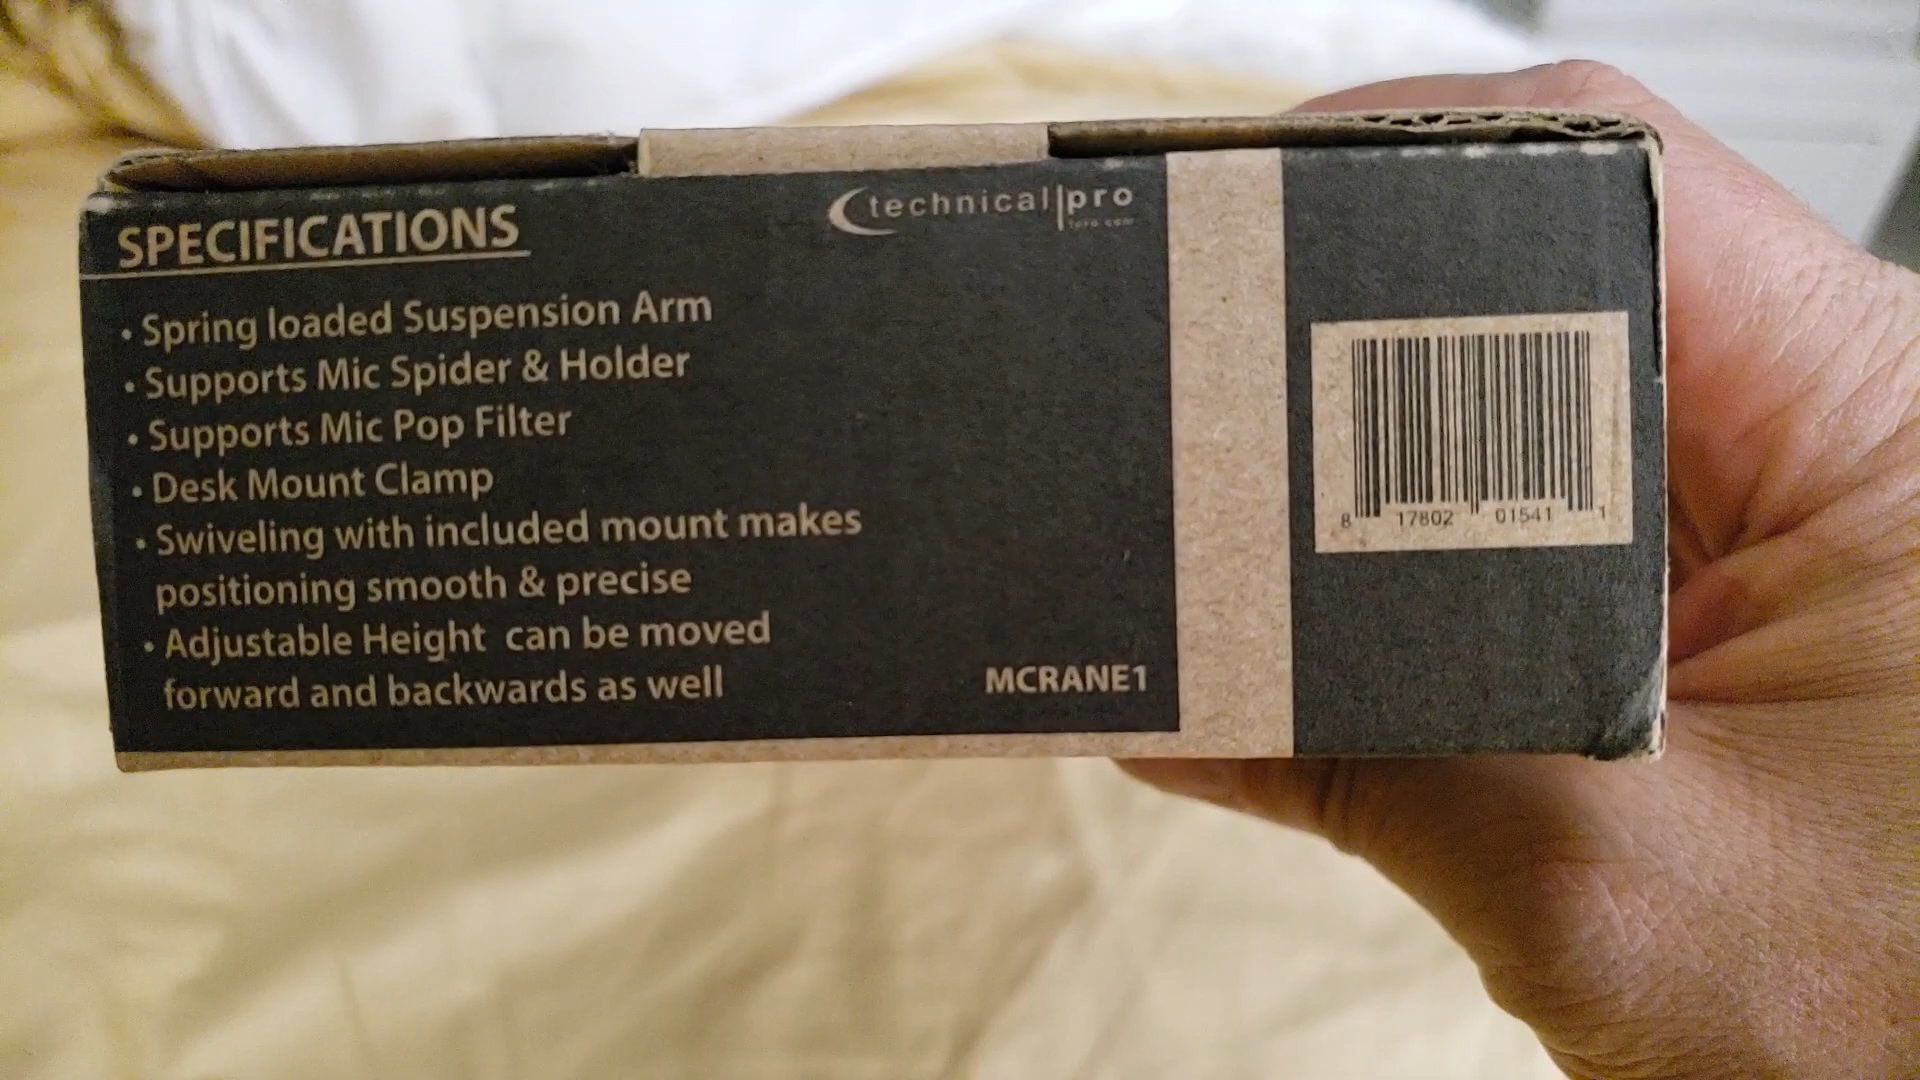 SPECIFICATIONS
technical|pro
• Spring loaded Suspension Arm
• Supports Mic Spider & Holder
• Supports Mic Pop Filter
• Desk Mount Clamp
• Swiveling with included mount makes
positioning smooth & precise
• Adjustable Height can be moved
forward and backwards as well
MCRANE1
8 17802 01541 1